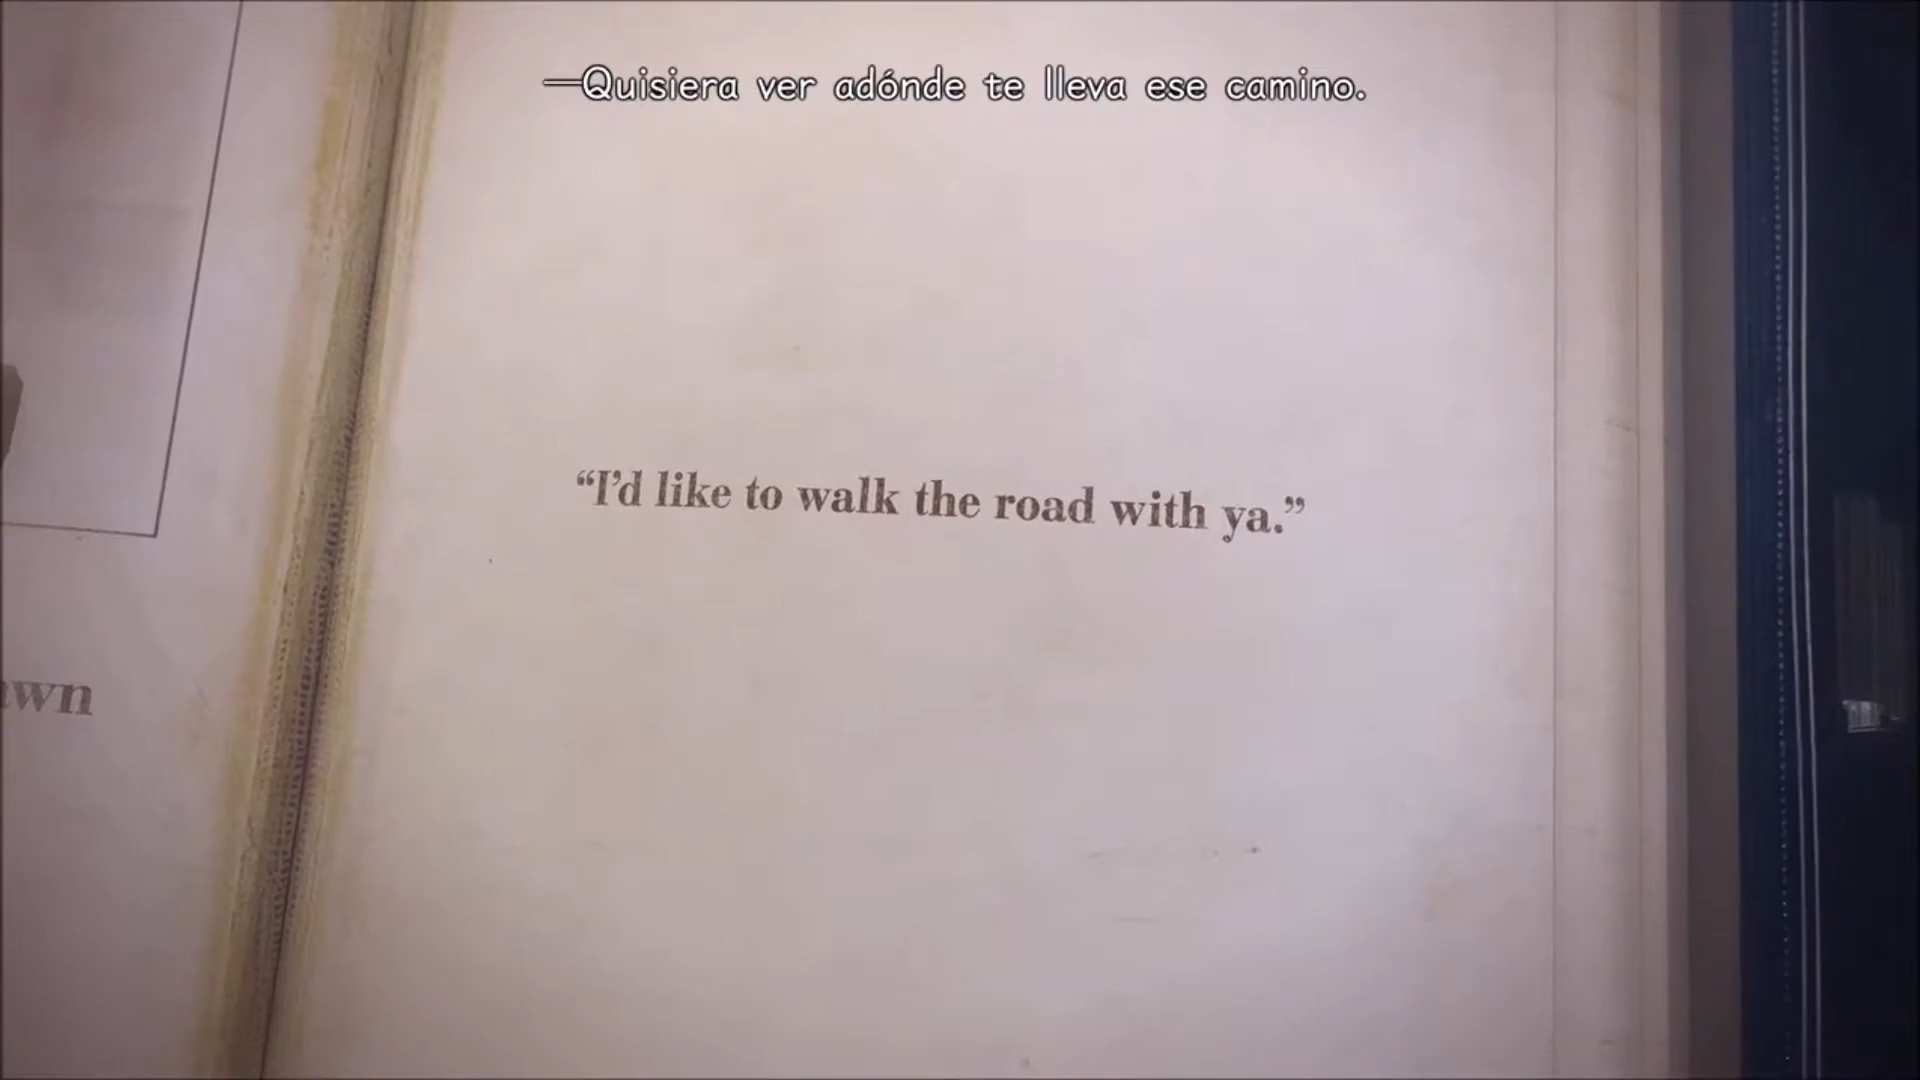 —Quisiera ver adónde te lleva ese camino.
“I’d like to walk the road with ya.”